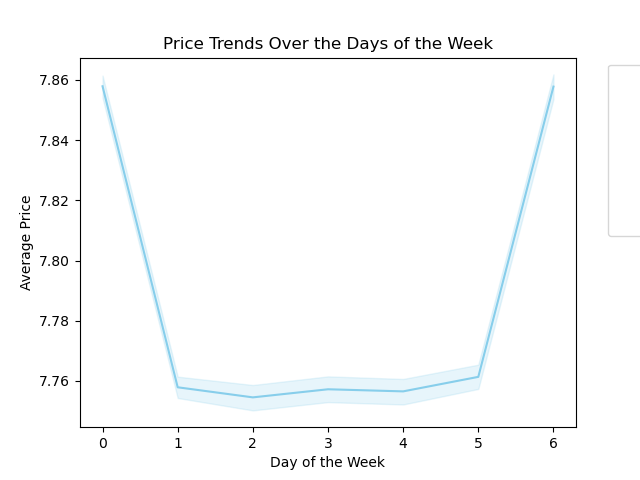 Price Trends Over the Days of the Week
7.86
7.84
7.82
7.80
7.78
7.76
Average Price
0 1 2 3 4 5 6
Day of the Week